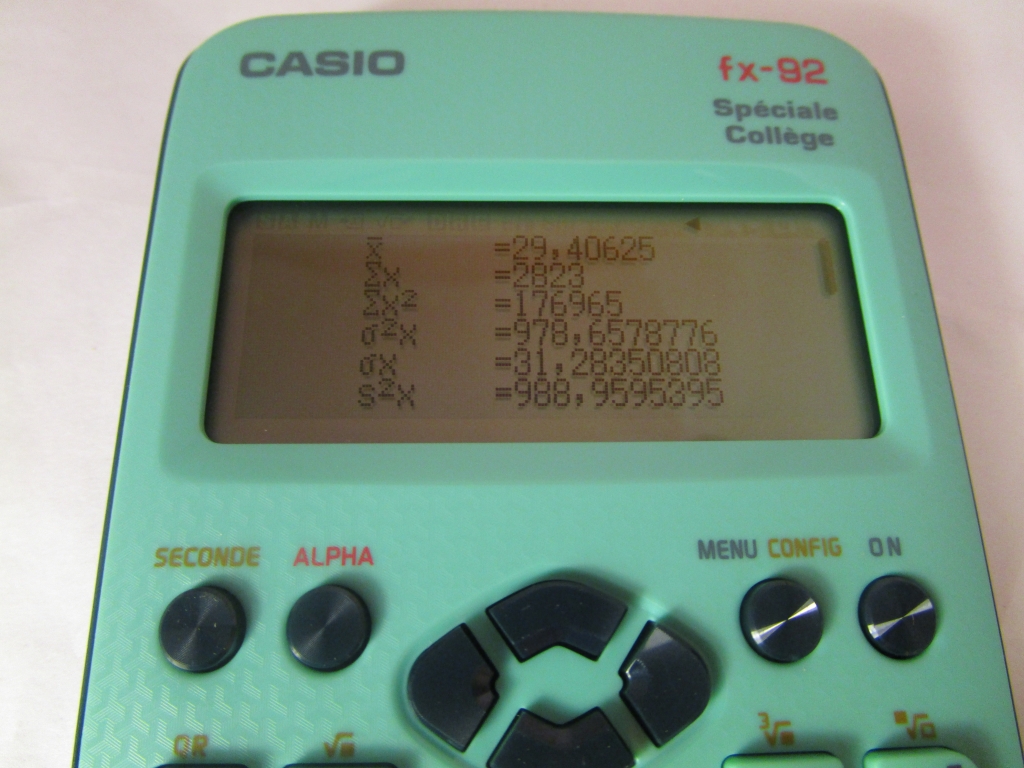 CASIO
fx-92
Spéciale
Collège
x̄ =29,40625
Σx =2823
Σx² =176965
σ²x =978,6578776
σx =31,28350808
s²x =988,9595395
SECONDE ALPHA MENU CONFIG ON
QR √■ ³√■ ■√□